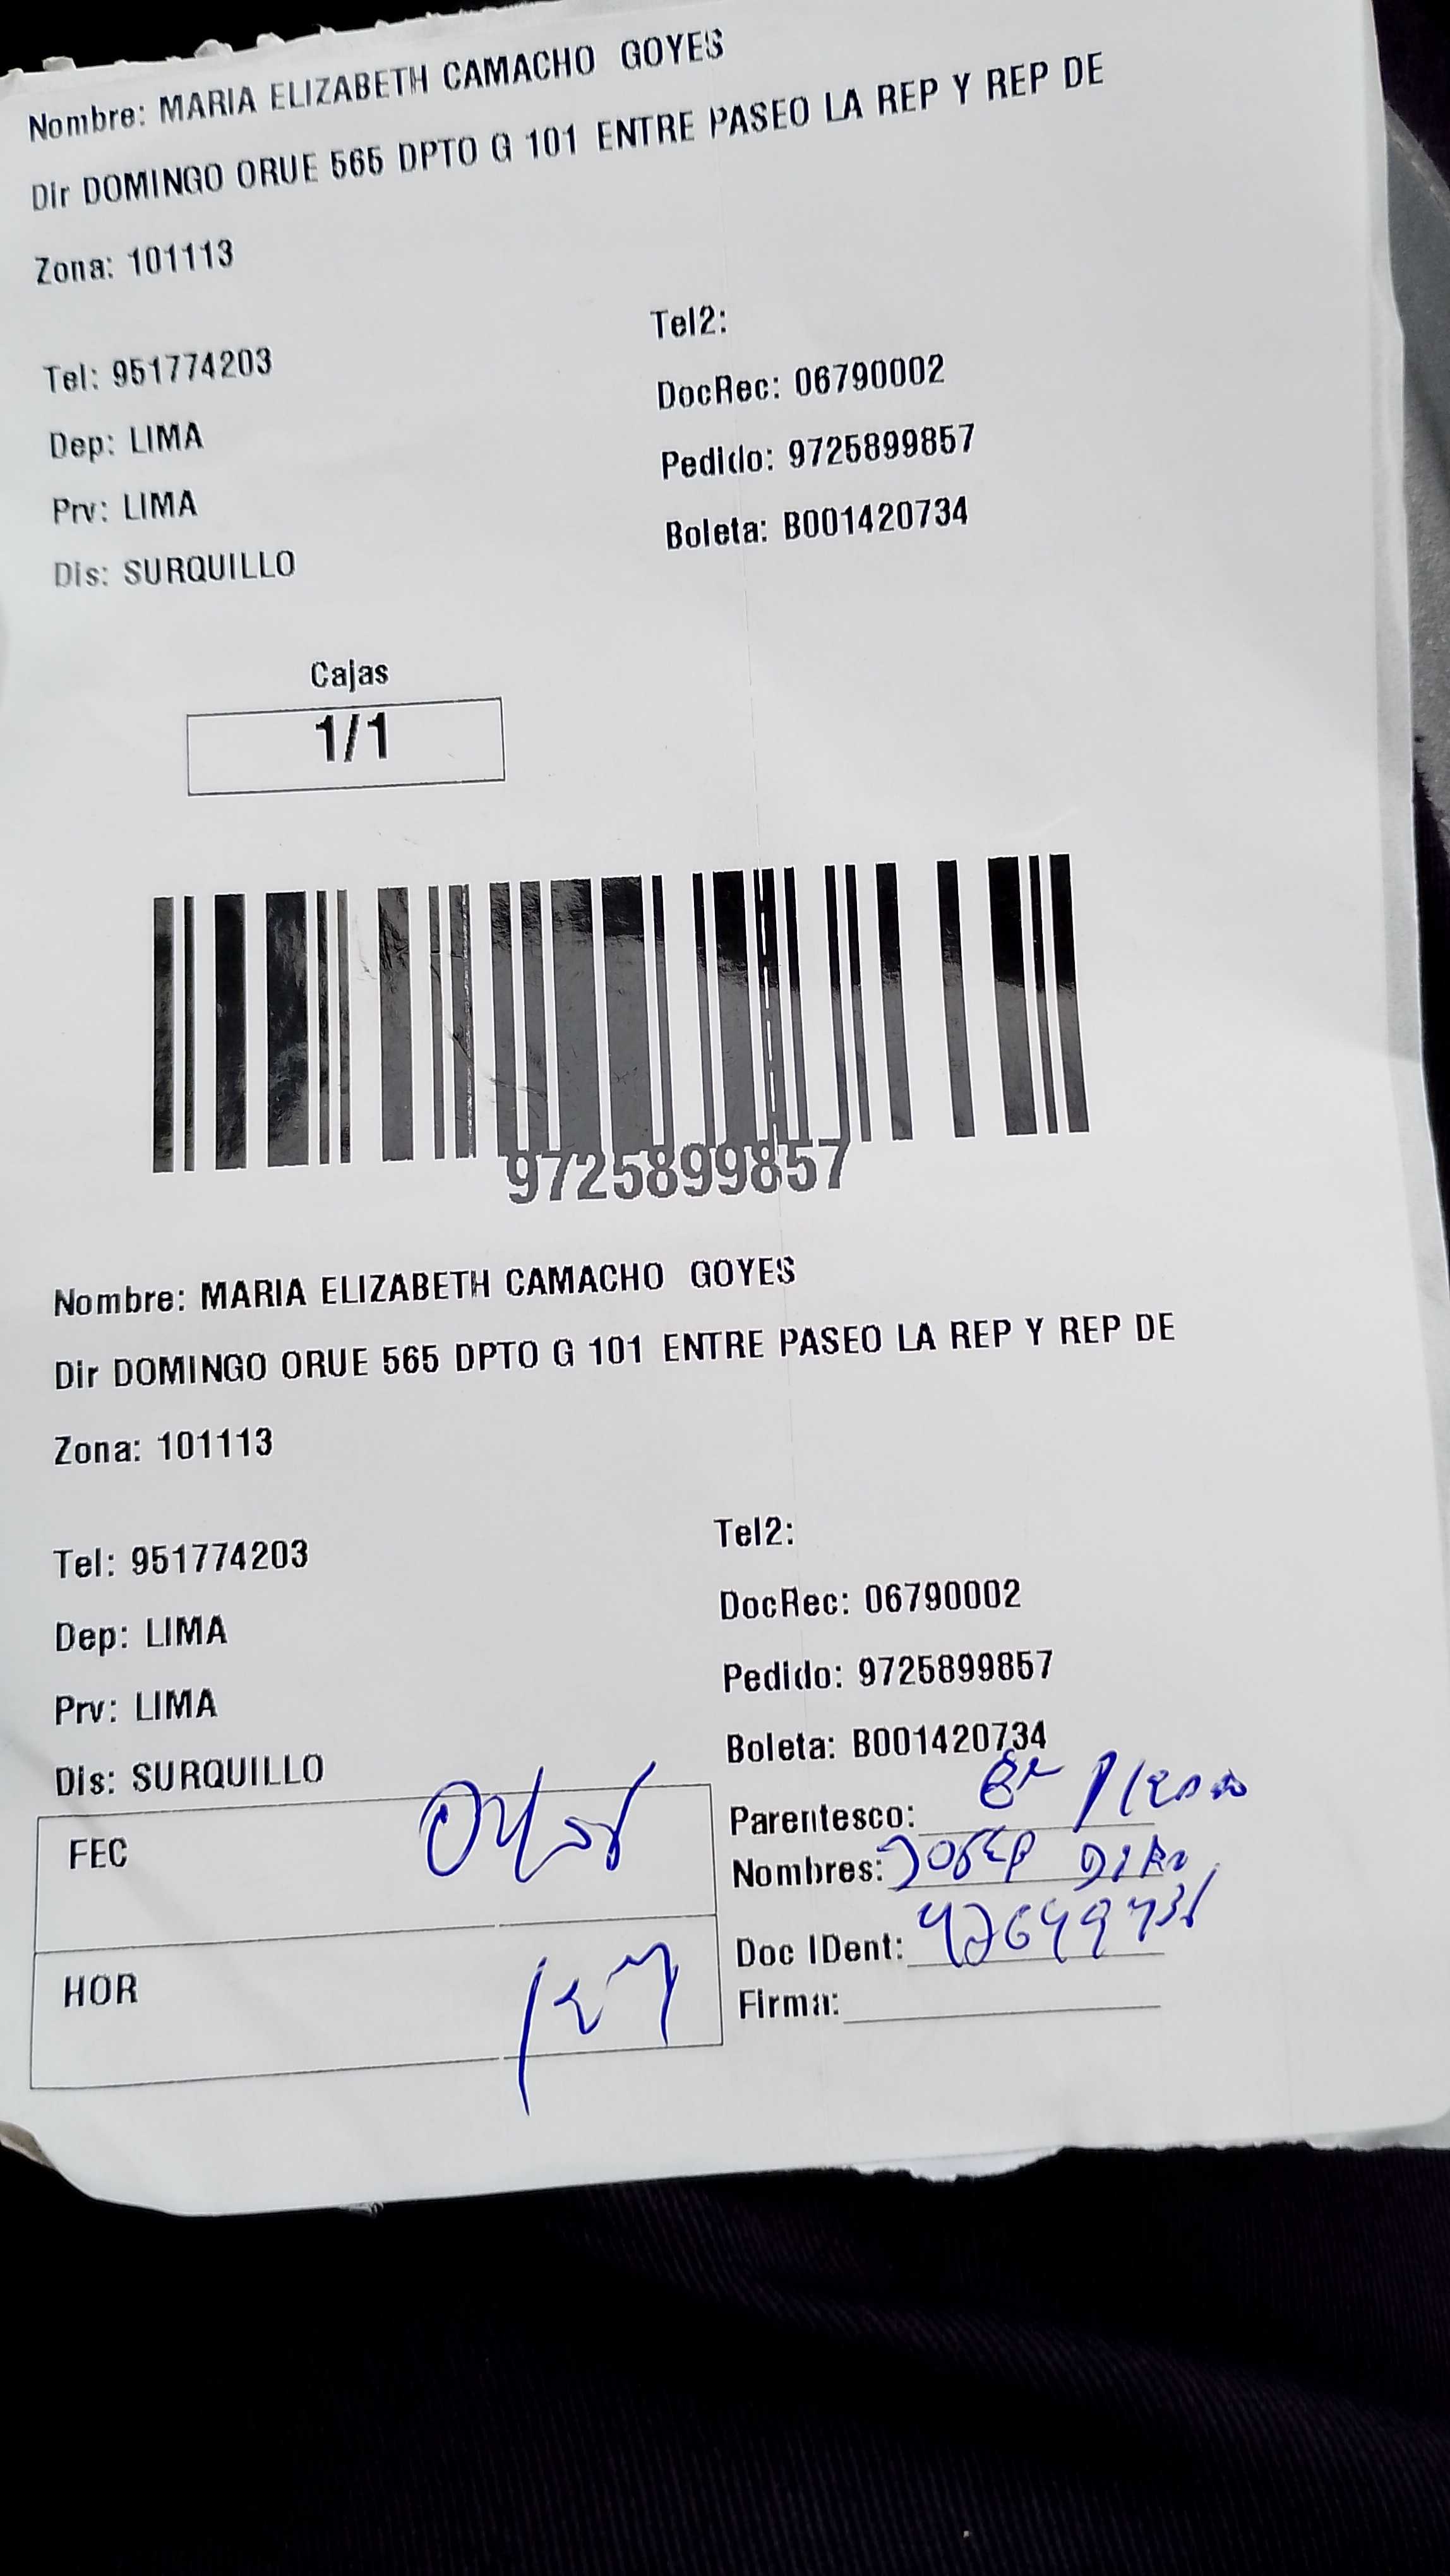 Nombre: MARIA ELIZABETH CAMACHO GOYES
Dir DOMINGO ORUE 565 DPTO G 101 ENTRE PASEO LA REP Y REP DE
Zona: 101113
Tel2:
Tel: 951774203
DocRec: 06790002
Dep: LIMA
Pedido: 9725899857
Prv: LIMA
Boleta: B001420734
Dis: SURQUILLO
Cajas
1/1
9725899857
Nombre: MARIA ELIZABETH CAMACHO GOYES
Dir DOMINGO ORUE 565 DPTO G 101 ENTRE PASEO LA REP Y REP DE
Zona: 101113
Tel2:
Tel: 951774203
DocRec: 06790002
Dep: LIMA
Pedido: 9725899857
Prv: LIMA
Boleta: B001420734
Dis: SURQUILLO
Parentesco:
FEC
Nombres: JOSEP
Doc IDent:
HOR
Firma: